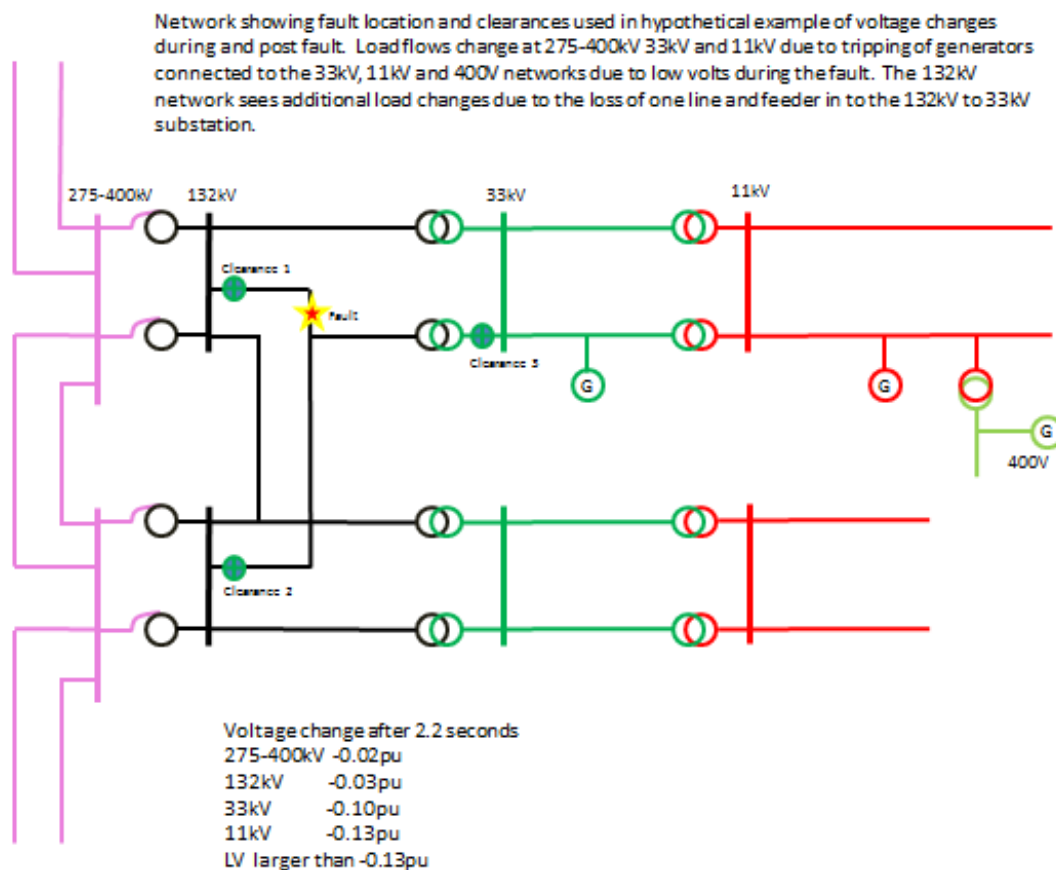 Network showing fault location and clearances used in hypothetical example of voltage changes
during and post fault. Loadflows change at 275-400kV 33kV and 11kV due to tripping of generators
connected to the 33kV, 11kV and 400V networks due to low volts during the fault. The 132kV
network sees additional load changes due to the loss of one line and feeder in to the 132kV to 33kV
substation.
275-400kV 132kV 33kV 11kV
Clearance 1
Fault
Clearance 3
G G
G
400V
Clearance 2
Voltage change after 2.2 seconds
275-400kV -0.02pu
132kV -0.03pu
33kV -0.10pu
11kV -0.13pu
LV larger than -0.13pu